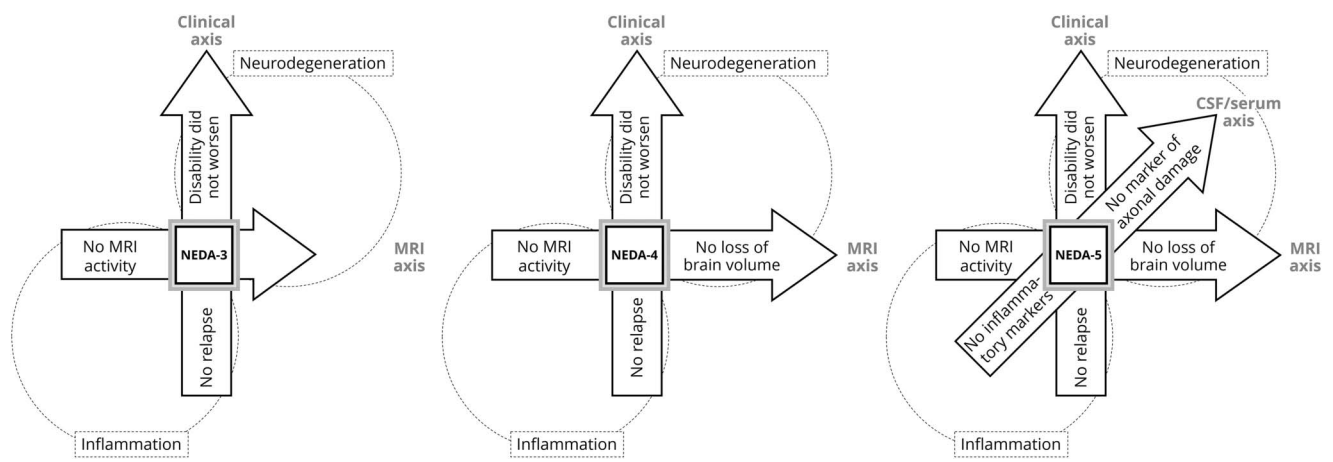 Clinical
axis
Neurodegeneration
Disability did
not worsen
No MRI
activity
NEDA-3
MRI
axis
No relapse
Inflammation
Clinical
axis
Neurodegeneration
Disability did
not worsen
No MRI
activity
NEDA-4
No loss of
brain volume
MRI
axis
No relapse
Inflammation
Clinical
axis
Neurodegeneration
CSF/serum
axis
Disability did
not worsen
No marker of
axonal damage
No MRI
activity
NEDA-5
No loss of
brain volume
MRI
axis
No inflamma-
tory markers
No relapse
Inflammation